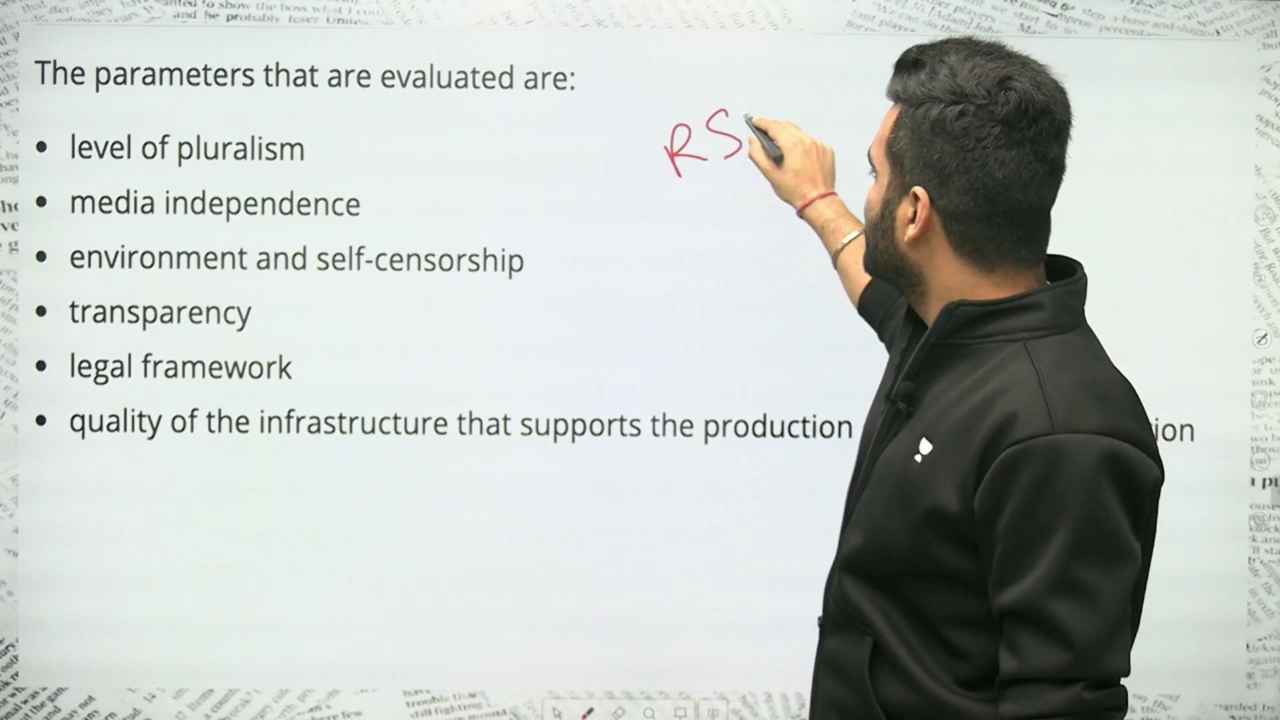 The parameters that are evaluated are:
RS
• level of pluralism
• media independence
• environment and self-censorship
• transparency
• legal framework
• quality of the infrastructure that supports the production